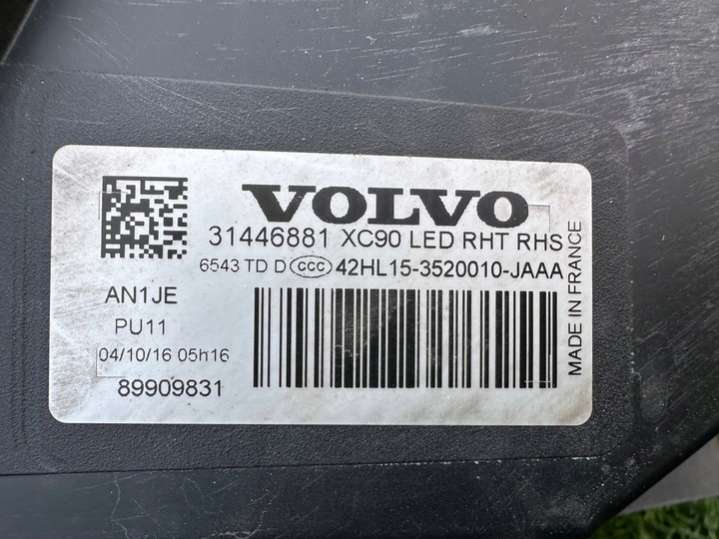 VOLVO
31446881 XC90 LED RHT RHS
6543 TD D CCC 42HL15-3520010-JAAA
AN1JE
PU11
04/10/16 05h16
89909831
MADE IN FRANCE